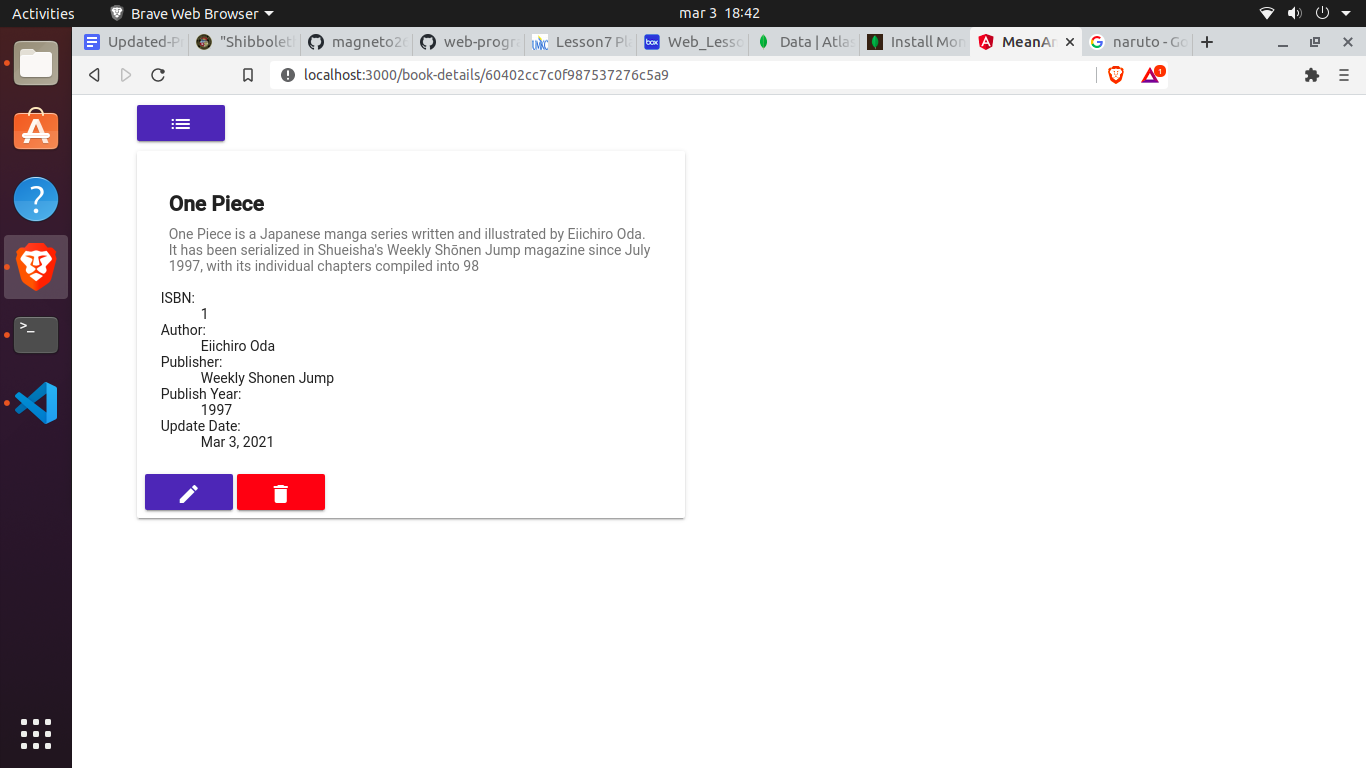 Activities Brave Web Browser mar 3 18:42
Updated-P "Shibbolet magneto2 web-progr Lesson7 Pl Web_Lesso Data | Atlas Install Mon MeanAn naruto - Go
localhost:3000/book-details/60402cc7c0f987537276c5a9 1
One Piece
One Piece is a Japanese manga series written and illustrated by Eiichiro Oda.
It has been serialized in Shueisha's Weekly Shōnen Jump magazine since July
1997, with its individual chapters compiled into 98
ISBN:
1
Author:
Eiichiro Oda
Publisher:
Weekly Shonen Jump
Publish Year:
1997
Update Date:
Mar 3, 2021